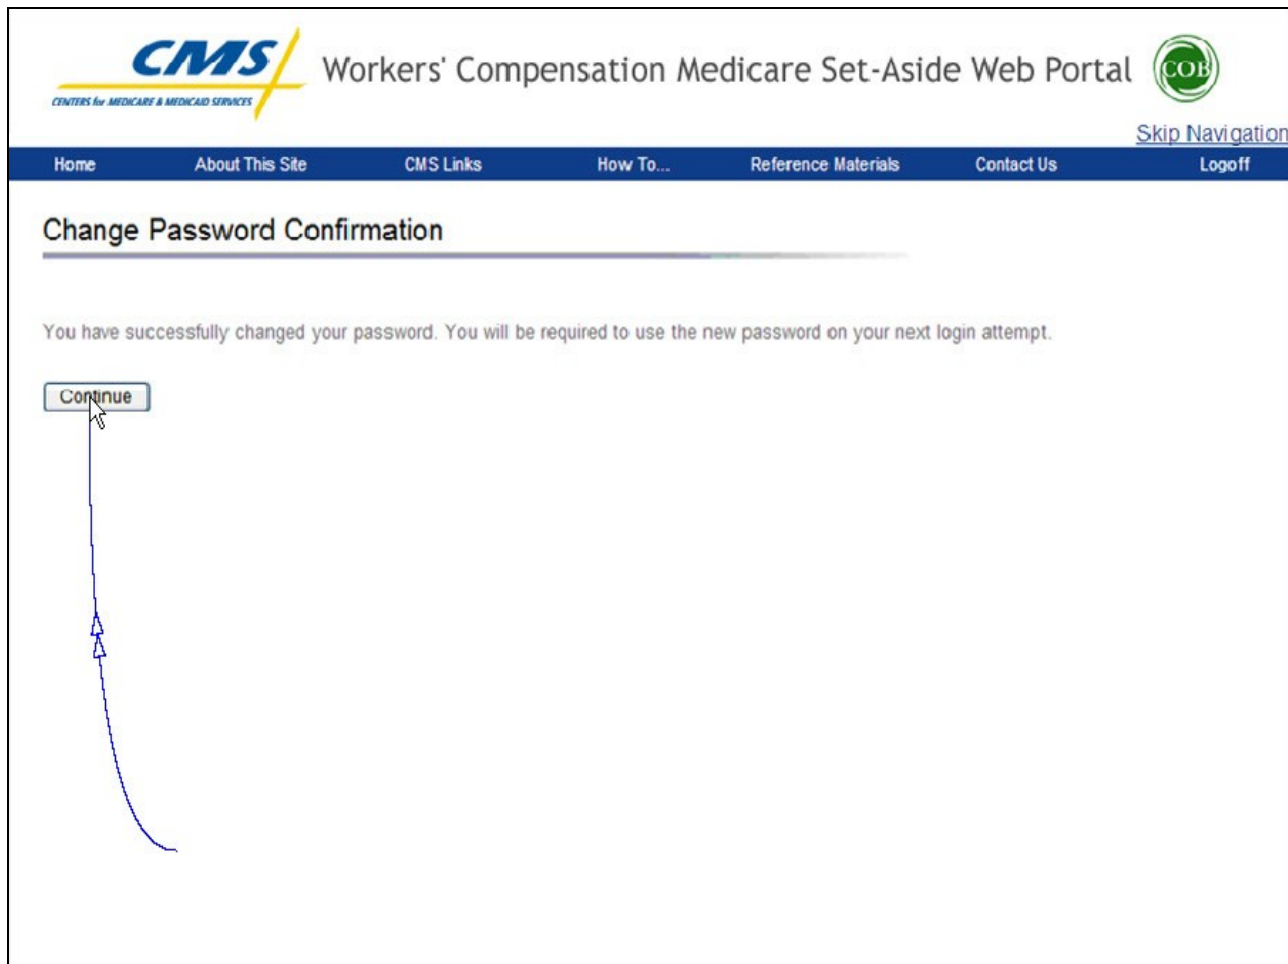 CMS
CENTERS for MEDICARE & MEDICAID SERVICES
Workers' Compensation Medicare Set-Aside Web Portal
COB
Skip Navigation
Home About This Site CMS Links How To... Reference Materials Contact Us Logoff
Change Password Confirmation
You have successfully changed your password. You will be required to use the new password on your next login attempt.
Continue